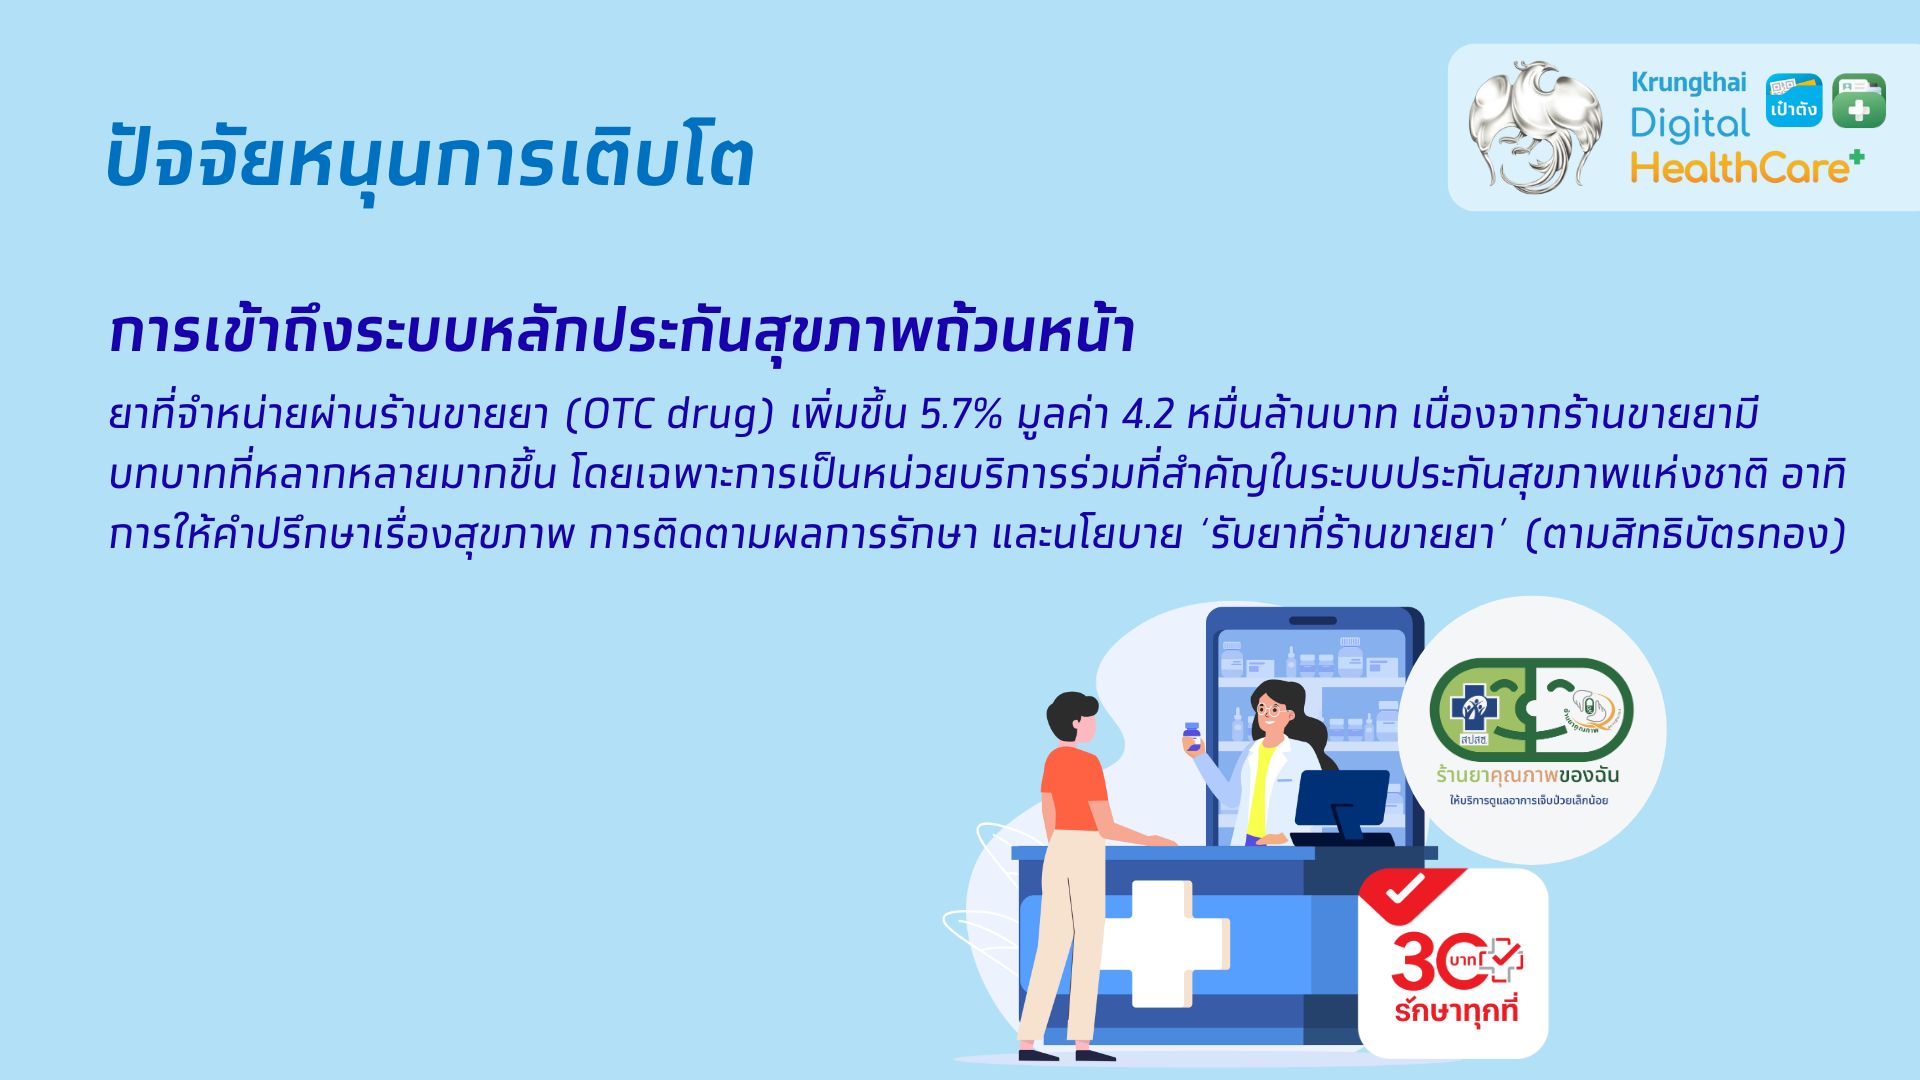 ปัจจัยหนุนการเติบโต
Krungthai
Digital
HealthCare+
เป๋าตัง
การเข้าถึงระบบหลักประกันสุขภาพถ้วนหน้า
ยาที่จำหน่ายผ่านร้านขายยา (OTC drug) เพิ่มขึ้น 5.7% มูลค่า 4.2 หมื่นล้านบาท เนื่องจากร้านขายยามี
บทบาทที่หลากหลายมากขึ้น โดยเฉพาะการเป็นหน่วยบริการร่วมที่สำคัญในระบบประกันสุขภาพแห่งชาติ อาทิ
การให้คำปรึกษาเรื่องสุขภาพ การติดตามผลการรักษา และนโยบาย ‘รับยาที่ร้านขายยา’ (ตามสิทธิบัตรทอง)
สปสช.
ร้านยาคุณภาพ
ร้านยาคุณภาพของฉัน
ให้บริการดูแลอาการเจ็บป่วยเล็กน้อย
30 บาท
รักษาทุกที่